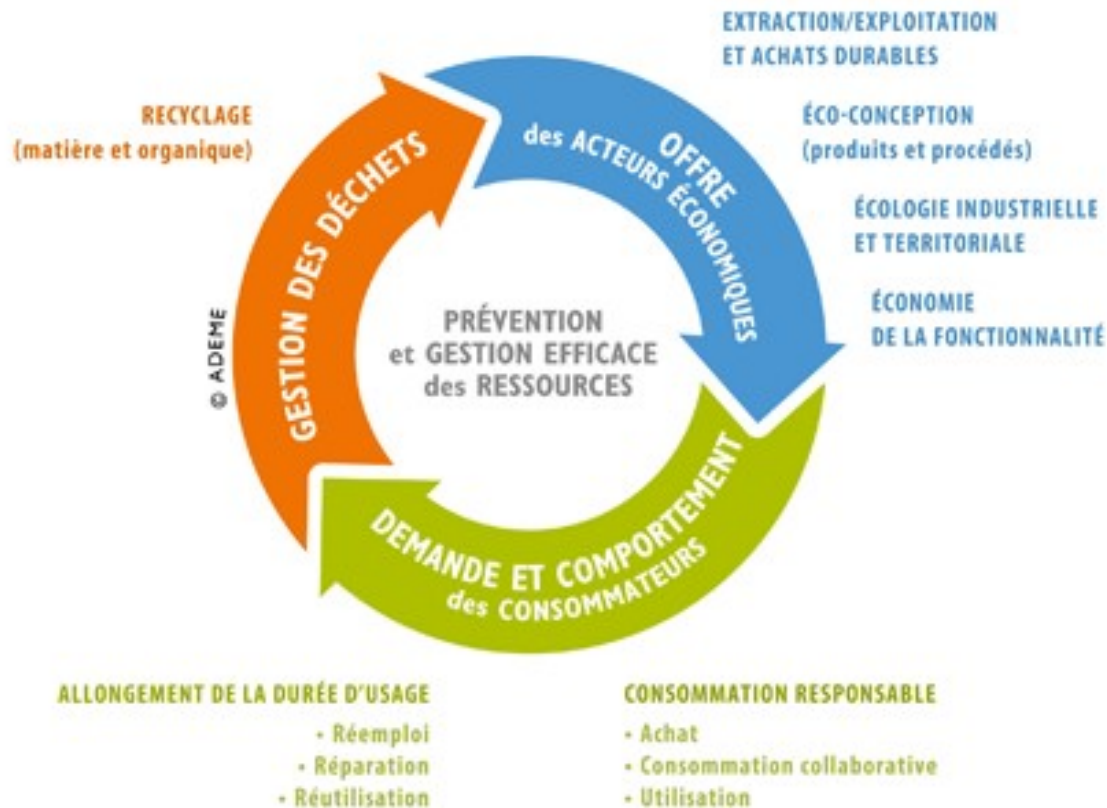 EXTRACTION/EXPLOITATION
ET ACHATS DURABLES
RECYCLAGE
(matière et organique)
ÉCO-CONCEPTION
(produits et procédés)
ÉCOLOGIE INDUSTRIELLE
ET TERRITORIALE
ÉCONOMIE
DE LA FONCTIONNALITÉ
OFFRE
des ACTEURS ÉCONOMIQUES
GESTION DES DÉCHETS
PRÉVENTION
et GESTION EFFICACE
des RESSOURCES
© ADEME
DEMANDE ET COMPORTEMENT
des CONSOMMATEURS
ALLONGEMENT DE LA DURÉE D'USAGE
• Réemploi
• Réparation
• Réutilisation
CONSOMMATION RESPONSABLE
• Achat
• Consommation collaborative
• Utilisation